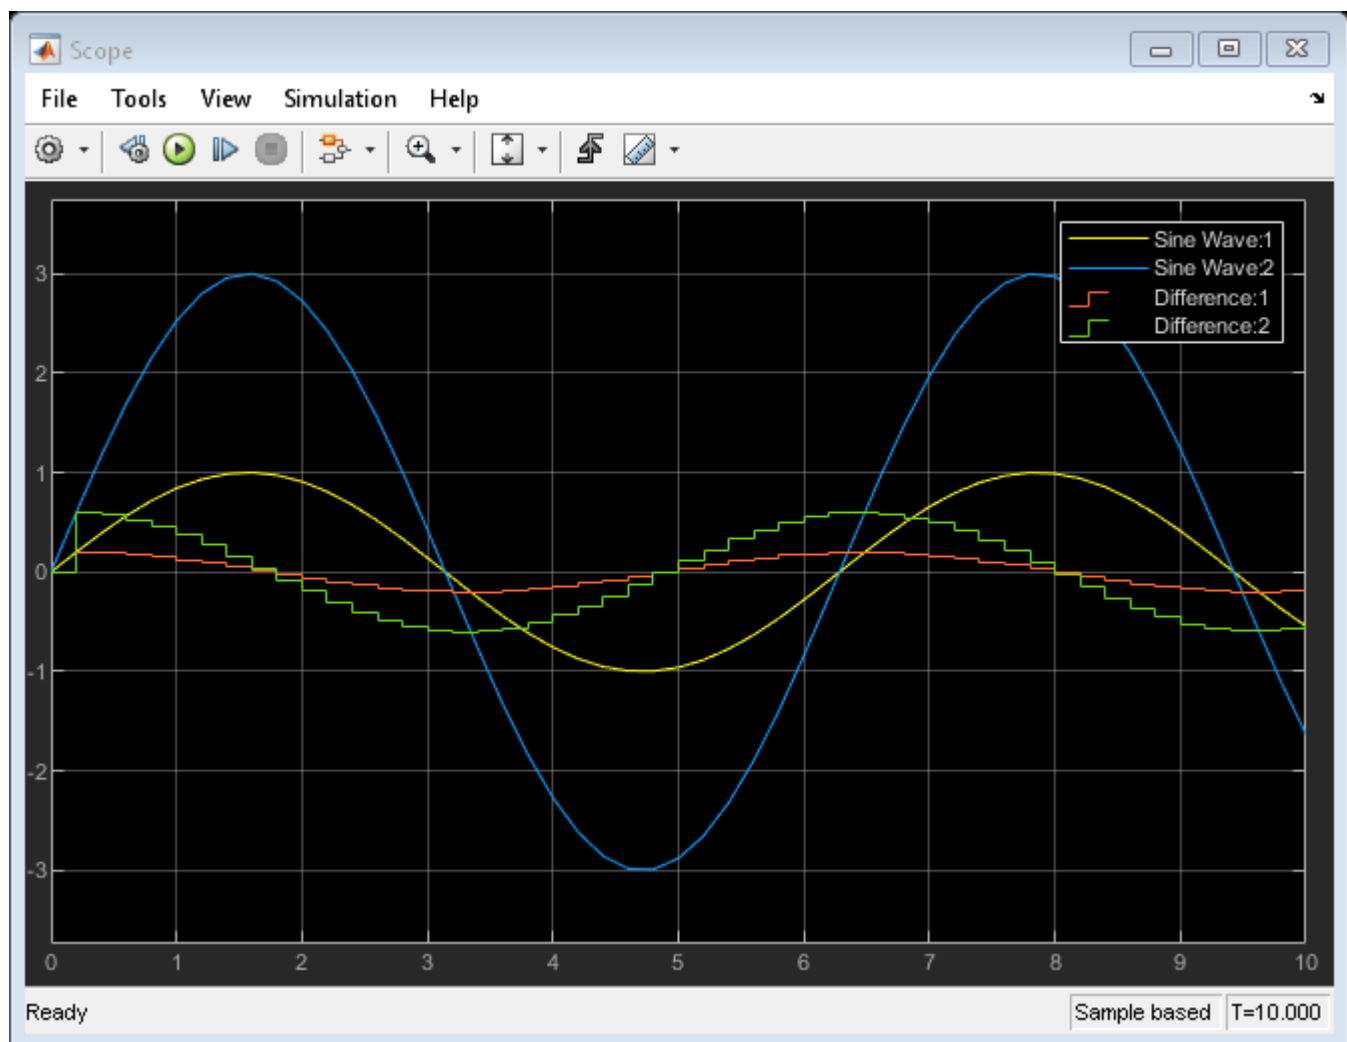 Scope
File Tools View Simulation Help
Sine Wave:1
Sine Wave:2
Difference:1
Difference:2
3
2
1
0
-1
-2
-3
0 1 2 3 4 5 6 7 8 9 10
Ready Sample based T=10.000